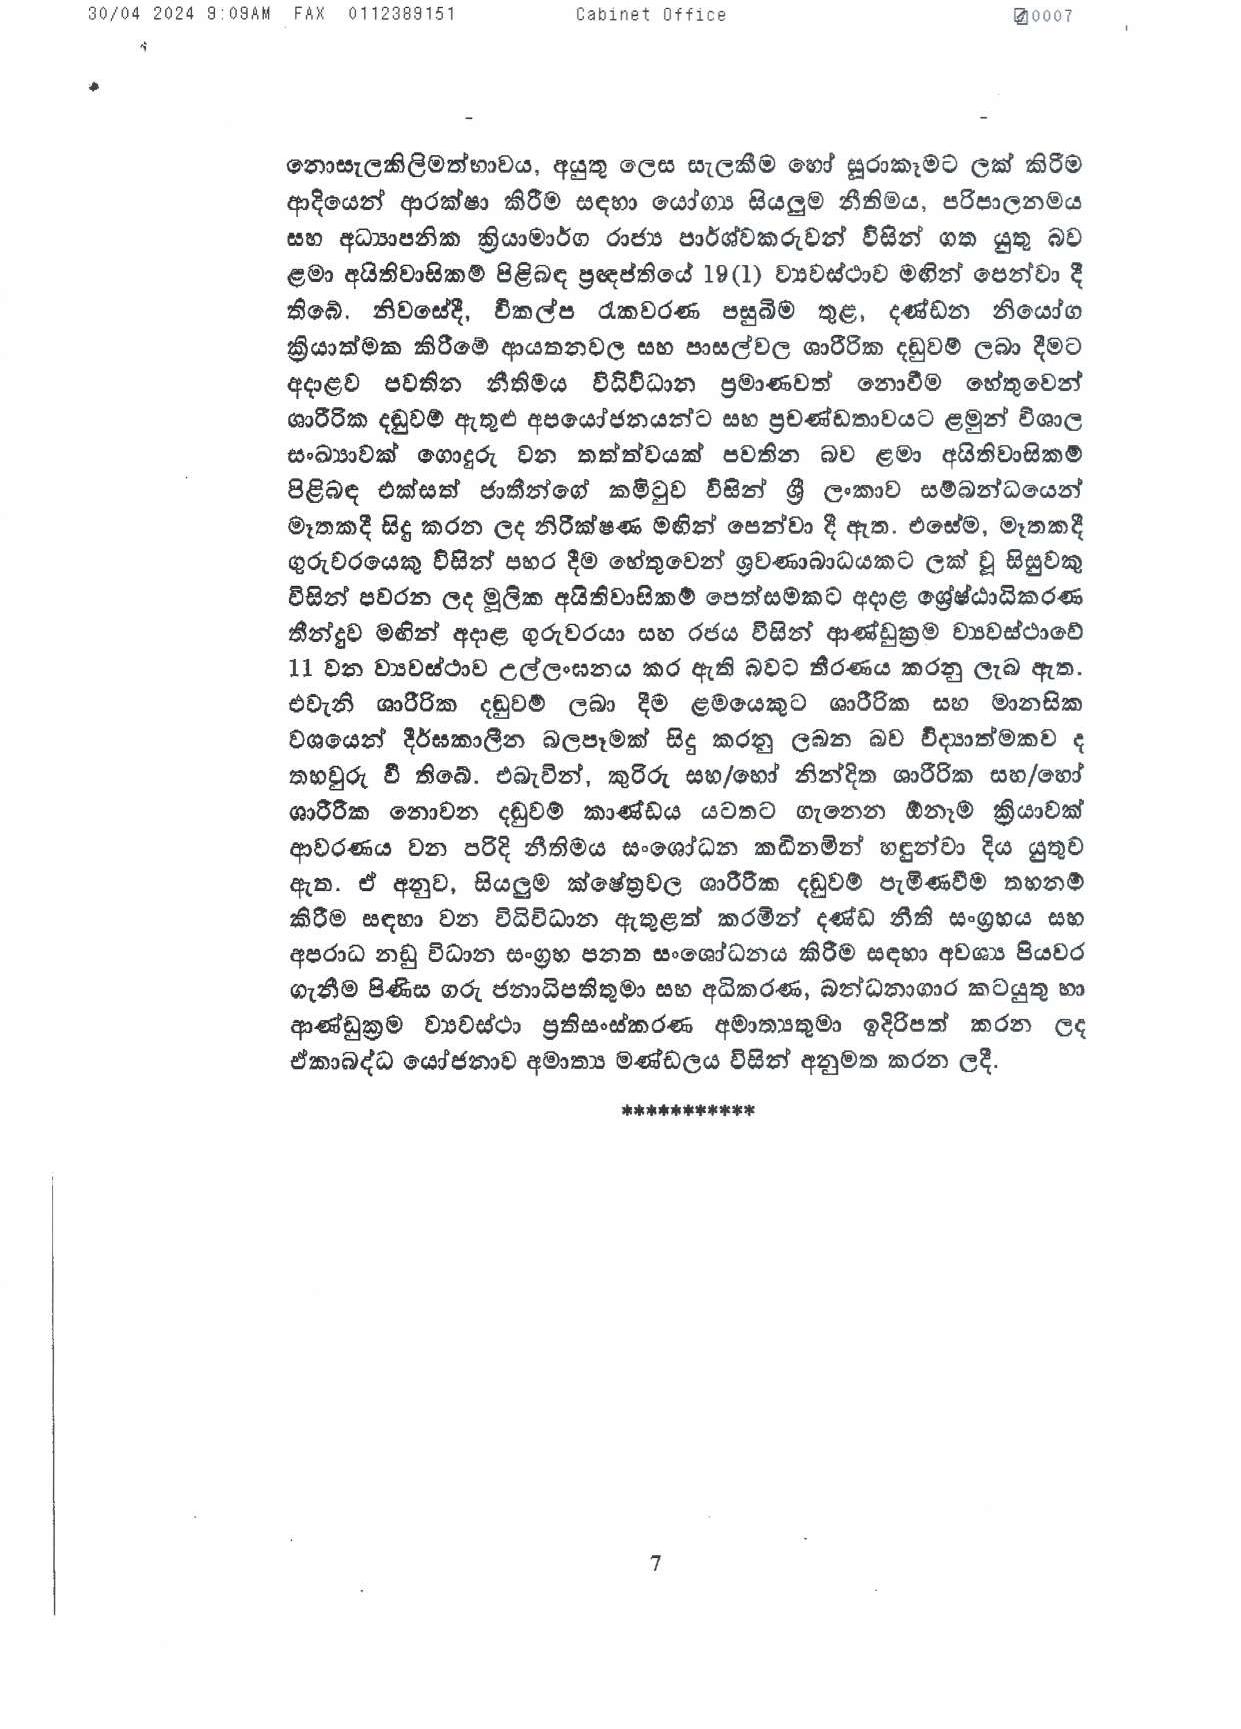 30/04 2024 9:09AM FAX 0112389151 Cabinet Office 0007
නොසැලකිලිමත්භාවය, අයුතු ලෙස සැලකීම හෝ සූරාකෑමට ලක් කිරීම
ආදියෙන් ආරක්ෂා කිරීම සඳහා යෝග්‍ය සියලුම නීතිමය, පරිපාලනමය
සහ අධ්‍යාපනික ක්‍රියාමාර්ග රාජ්‍ය පාර්ශ්වකරුවන් විසින් ගත යුතු බව
ළමා අයිතිවාසිකම් පිළිබඳ ප්‍රඥප්තියේ 19(1) ව්‍යවස්ථාව මඟින් පෙන්වා දී
තිබේ. නිවසේදී, විකල්ප රැකවරණ පසුබිම තුළ, දණ්ඩන නියෝග
ක්‍රියාත්මක කිරීමේ ආයතනවල සහ පාසල්වල ශාරීරික දඬුවම් ලබා දීමට
අදාළව පවතින නීතිමය විධිවිධාන ප්‍රමාණවත් නොවීම හේතුවෙන්
ශාරීරික දඬුවම් ඇතුළු අපයෝජනයන්ට සහ ප්‍රචණ්ඩතාවයට ළමුන් විශාල
සංඛ්‍යාවක් ගොදුරු වන තත්ත්වයක් පවතින බව ළමා අයිතිවාසිකම්
පිළිබඳ එක්සත් ජාතීන්ගේ කමිටුව විසින් ශ්‍රී ලංකාව සම්බන්ධයෙන්
මෑතකදී සිදු කරන ලද නිරීක්ෂණ මඟින් පෙන්වා දී ඇත. එසේම, මෑතකදී
ගුරුවරයෙකු විසින් පහර දීම හේතුවෙන් ශ්‍රවණාබාධයකට ලක් වූ සිසුවකු
විසින් පවරන ලද මූලික අයිතිවාසිකම් පෙත්සමකට අදාළ ශ්‍රේෂ්ඨාධිකරණ
තීන්දුව මඟින් අදාළ ගුරුවරයා සහ රජය විසින් ආණ්ඩුක්‍රම ව්‍යවස්ථාවේ
11 වන ව්‍යවස්ථාව උල්ලංඝනය කර ඇති බවට තීරණය කරනු ලැබ ඇත.
එවැනි ශාරීරික දඬුවම් ලබා දීම ළමයෙකුට ශාරීරික සහ මානසික
වශයෙන් දීර්ඝකාලීන බලපෑමක් සිදු කරනු ලබන බව විද්‍යාත්මකව ද
තහවුරු වී තිබේ. එබැවින්, කුරිරු සහ/හෝ නින්දිත ශාරීරික සහ/හෝ
ශාරීරික නොවන දඬුවම් කාණ්ඩය යටතට ගැනෙන ඕනෑම ක්‍රියාවක්
ආවරණය වන පරිදි නීතිමය සංශෝධන කඩිනමින් හඳුන්වා දිය යුතුව
ඇත. ඒ අනුව, සියලුම ක්ෂේත්‍රවල ශාරීරික දඬුවම් පැමිණවීම තහනම්
කිරීම සඳහා වන විධිවිධාන ඇතුළත් කරමින් දණ්ඩ නීති සංග්‍රහය සහ
අපරාධ නඩු විධාන සංග්‍රහ පනත සංශෝධනය කිරීම සඳහා අවශ්‍ය පියවර
ගැනීම පිණිස ගරු ජනාධිපතිතුමා සහ අධිකරණ, බන්ධනාගාර කටයුතු හා
ආණ්ඩුක්‍රම ව්‍යවස්ථා ප්‍රතිසංස්කරණ අමාත්‍යතුමා ඉදිරිපත් කරන ලද
ඒකාබද්ධ යෝජනාව අමාත්‍ය මණ්ඩලය විසින් අනුමත කරන ලදී.
***********
7